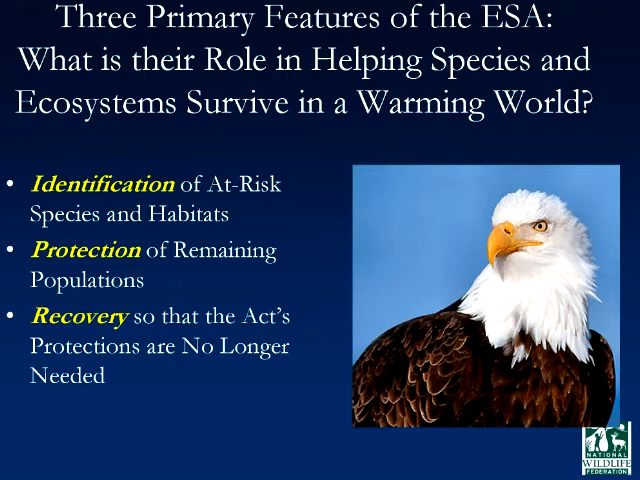 Three Primary Features of the ESA:
What is their Role in Helping Species and
Ecosystems Survive in a Warming World?
• Identification of At-Risk
Species and Habitats
• Protection of Remaining
Populations
• Recovery so that the Act's
Protections are No Longer
Needed
NATIONAL
WILDLIFE
FEDERATION